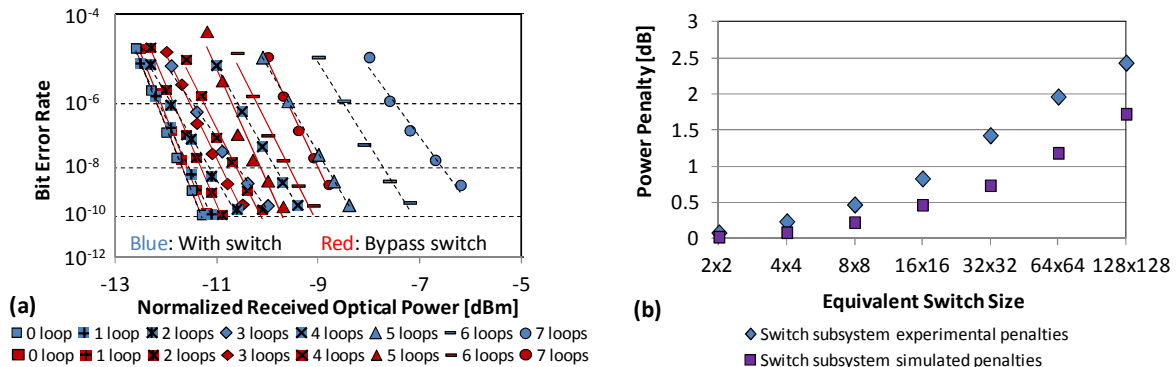 10-4
10-6
10-8
10-10
10-12
Bit Error Rate
Blue: With switch Red: Bypass switch
-13 -11 -9 -7 -5
(a) Normalized Received Optical Power [dBm]
0 loop 1 loop 2 loops 3 loops 4 loops 5 loops 6 loops 7 loops
0 loop 1 loop 2 loops 3 loops 4 loops 5 loops 6 loops 7 loops
(b)
3
2.5
2
1.5
1
0.5
0
Power Penalty [dB]
2x2 4x4 8x8 16x16 32x32 64x64 128x128
Equivalent Switch Size
Switch subsystem experimental penalties
Switch subsystem simulated penalties